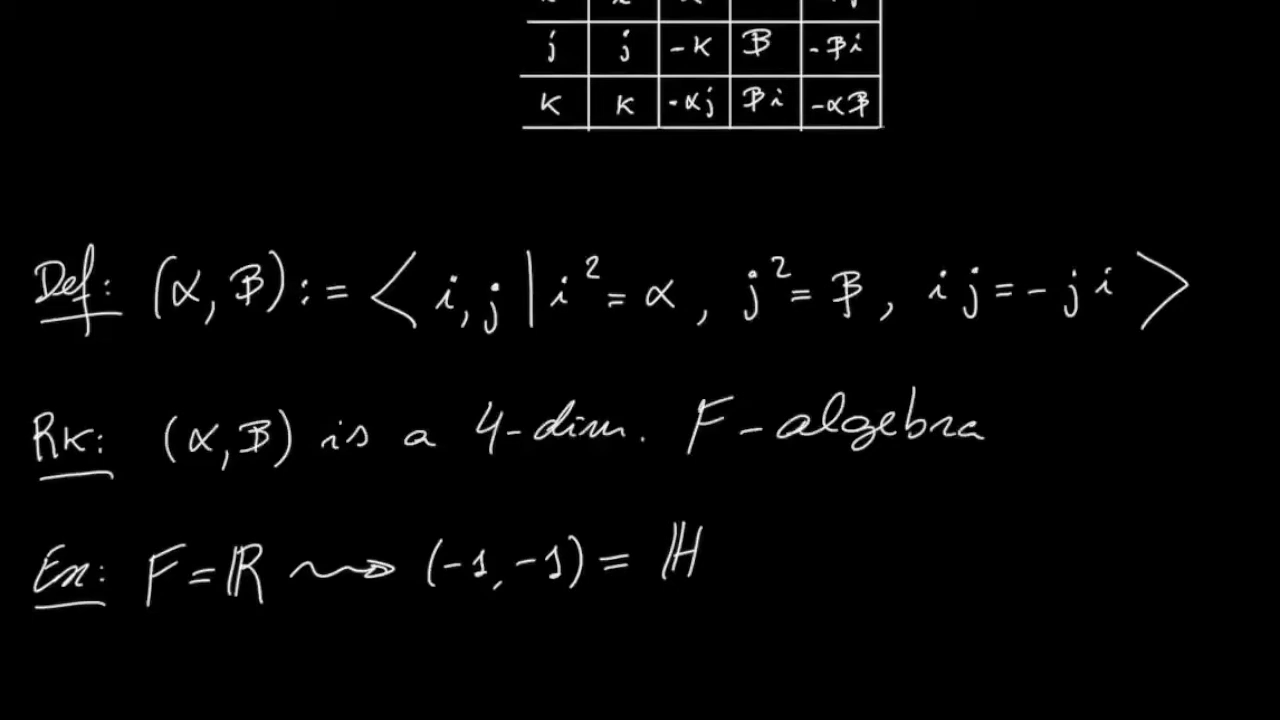 j j -K β -βi
K K -αj βi -αβ
Def: (α, β) := < i, j | i² = α, j² = β, ij = -ji >
RK: (α, β) is a 4-dim. F-algebra
Ex: F = ℝ ⇝ (-1, -1) = ℍ